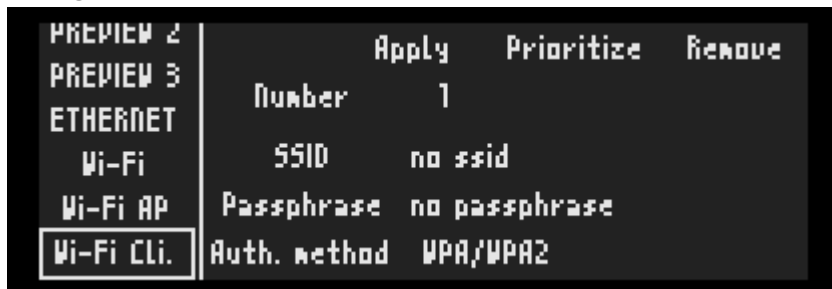 PREVIEW 2
PREVIEW 3
ETHERNET
Wi-Fi
Wi-Fi AP
Wi-Fi Cli.
Apply Prioritize Remove
Number 1
SSID no ssid
Passphrase no passphrase
Auth. method WPA/WPA2